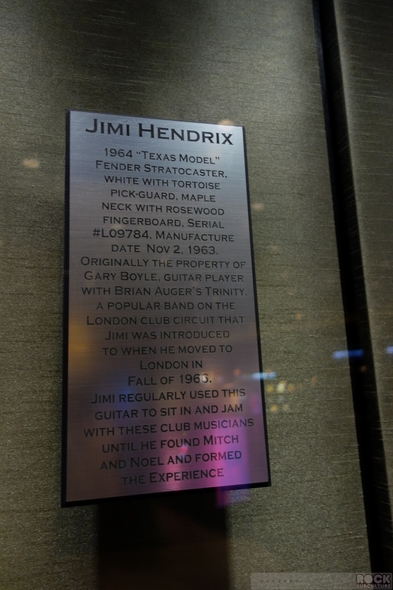 JIMI HENDRIX
1964 "TEXAS MODEL"
FENDER STRATOCASTER,
WHITE WITH TORTOISE
PICK-GUARD, MAPLE
NECK WITH ROSEWOOD
FINGERBOARD, SERIAL
#L09784, MANUFACTURE
DATE NOV 2, 1963.
ORIGINALLY THE PROPERTY OF
GARY BOYLE, GUITAR PLAYER
WITH BRIAN AUGER'S TRINITY.
A POPULAR BAND ON THE
LONDON CLUB CIRCUIT THAT
JIMI WAS INTRODUCED
TO WHEN HE MOVED TO
LONDON IN
FALL OF 1966.
JIMI REGULARLY USED THIS
GUITAR TO SIT IN AND JAM
WITH THESE CLUB MUSICIANS
UNTIL HE FOUND MITCH
AND NOEL AND FORMED
THE EXPERIENCE
ROCK
SUBCULTURE